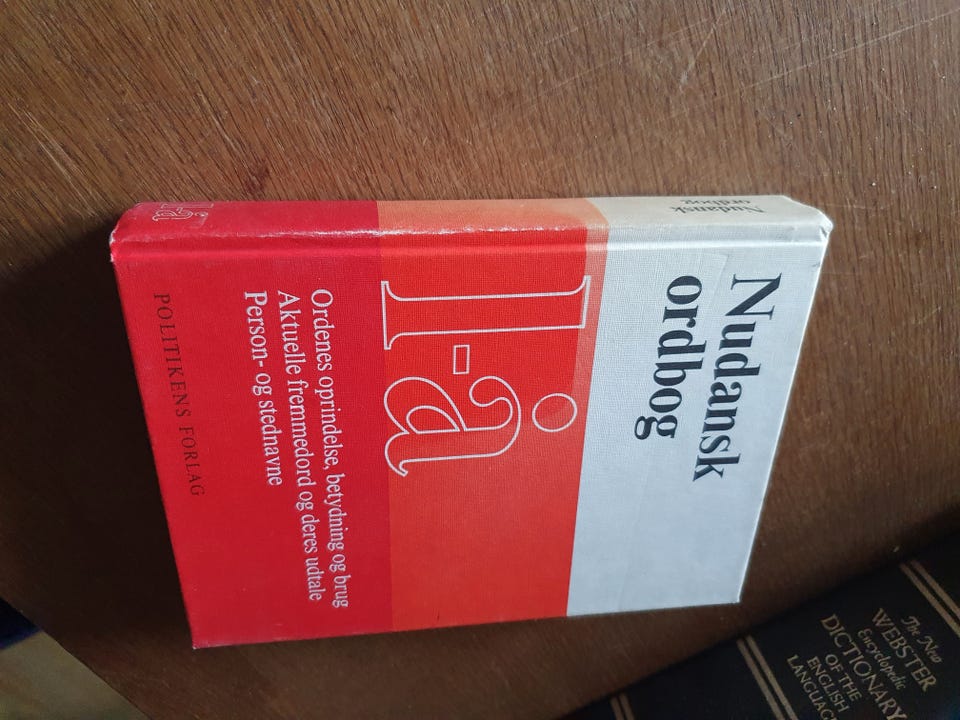 Nudansk
ordbog
l-å
Ordenes oprindelse, betydning og brug
Aktuelle fremmedord og deres udtale
Person- og stednavne
POLITIKENS FORLAG
Nudansk
ordbog
l-å
The New
WEBSTER
Encyclopedic
DICTIONARY
OF THE
ENGLISH
LANGUAGE